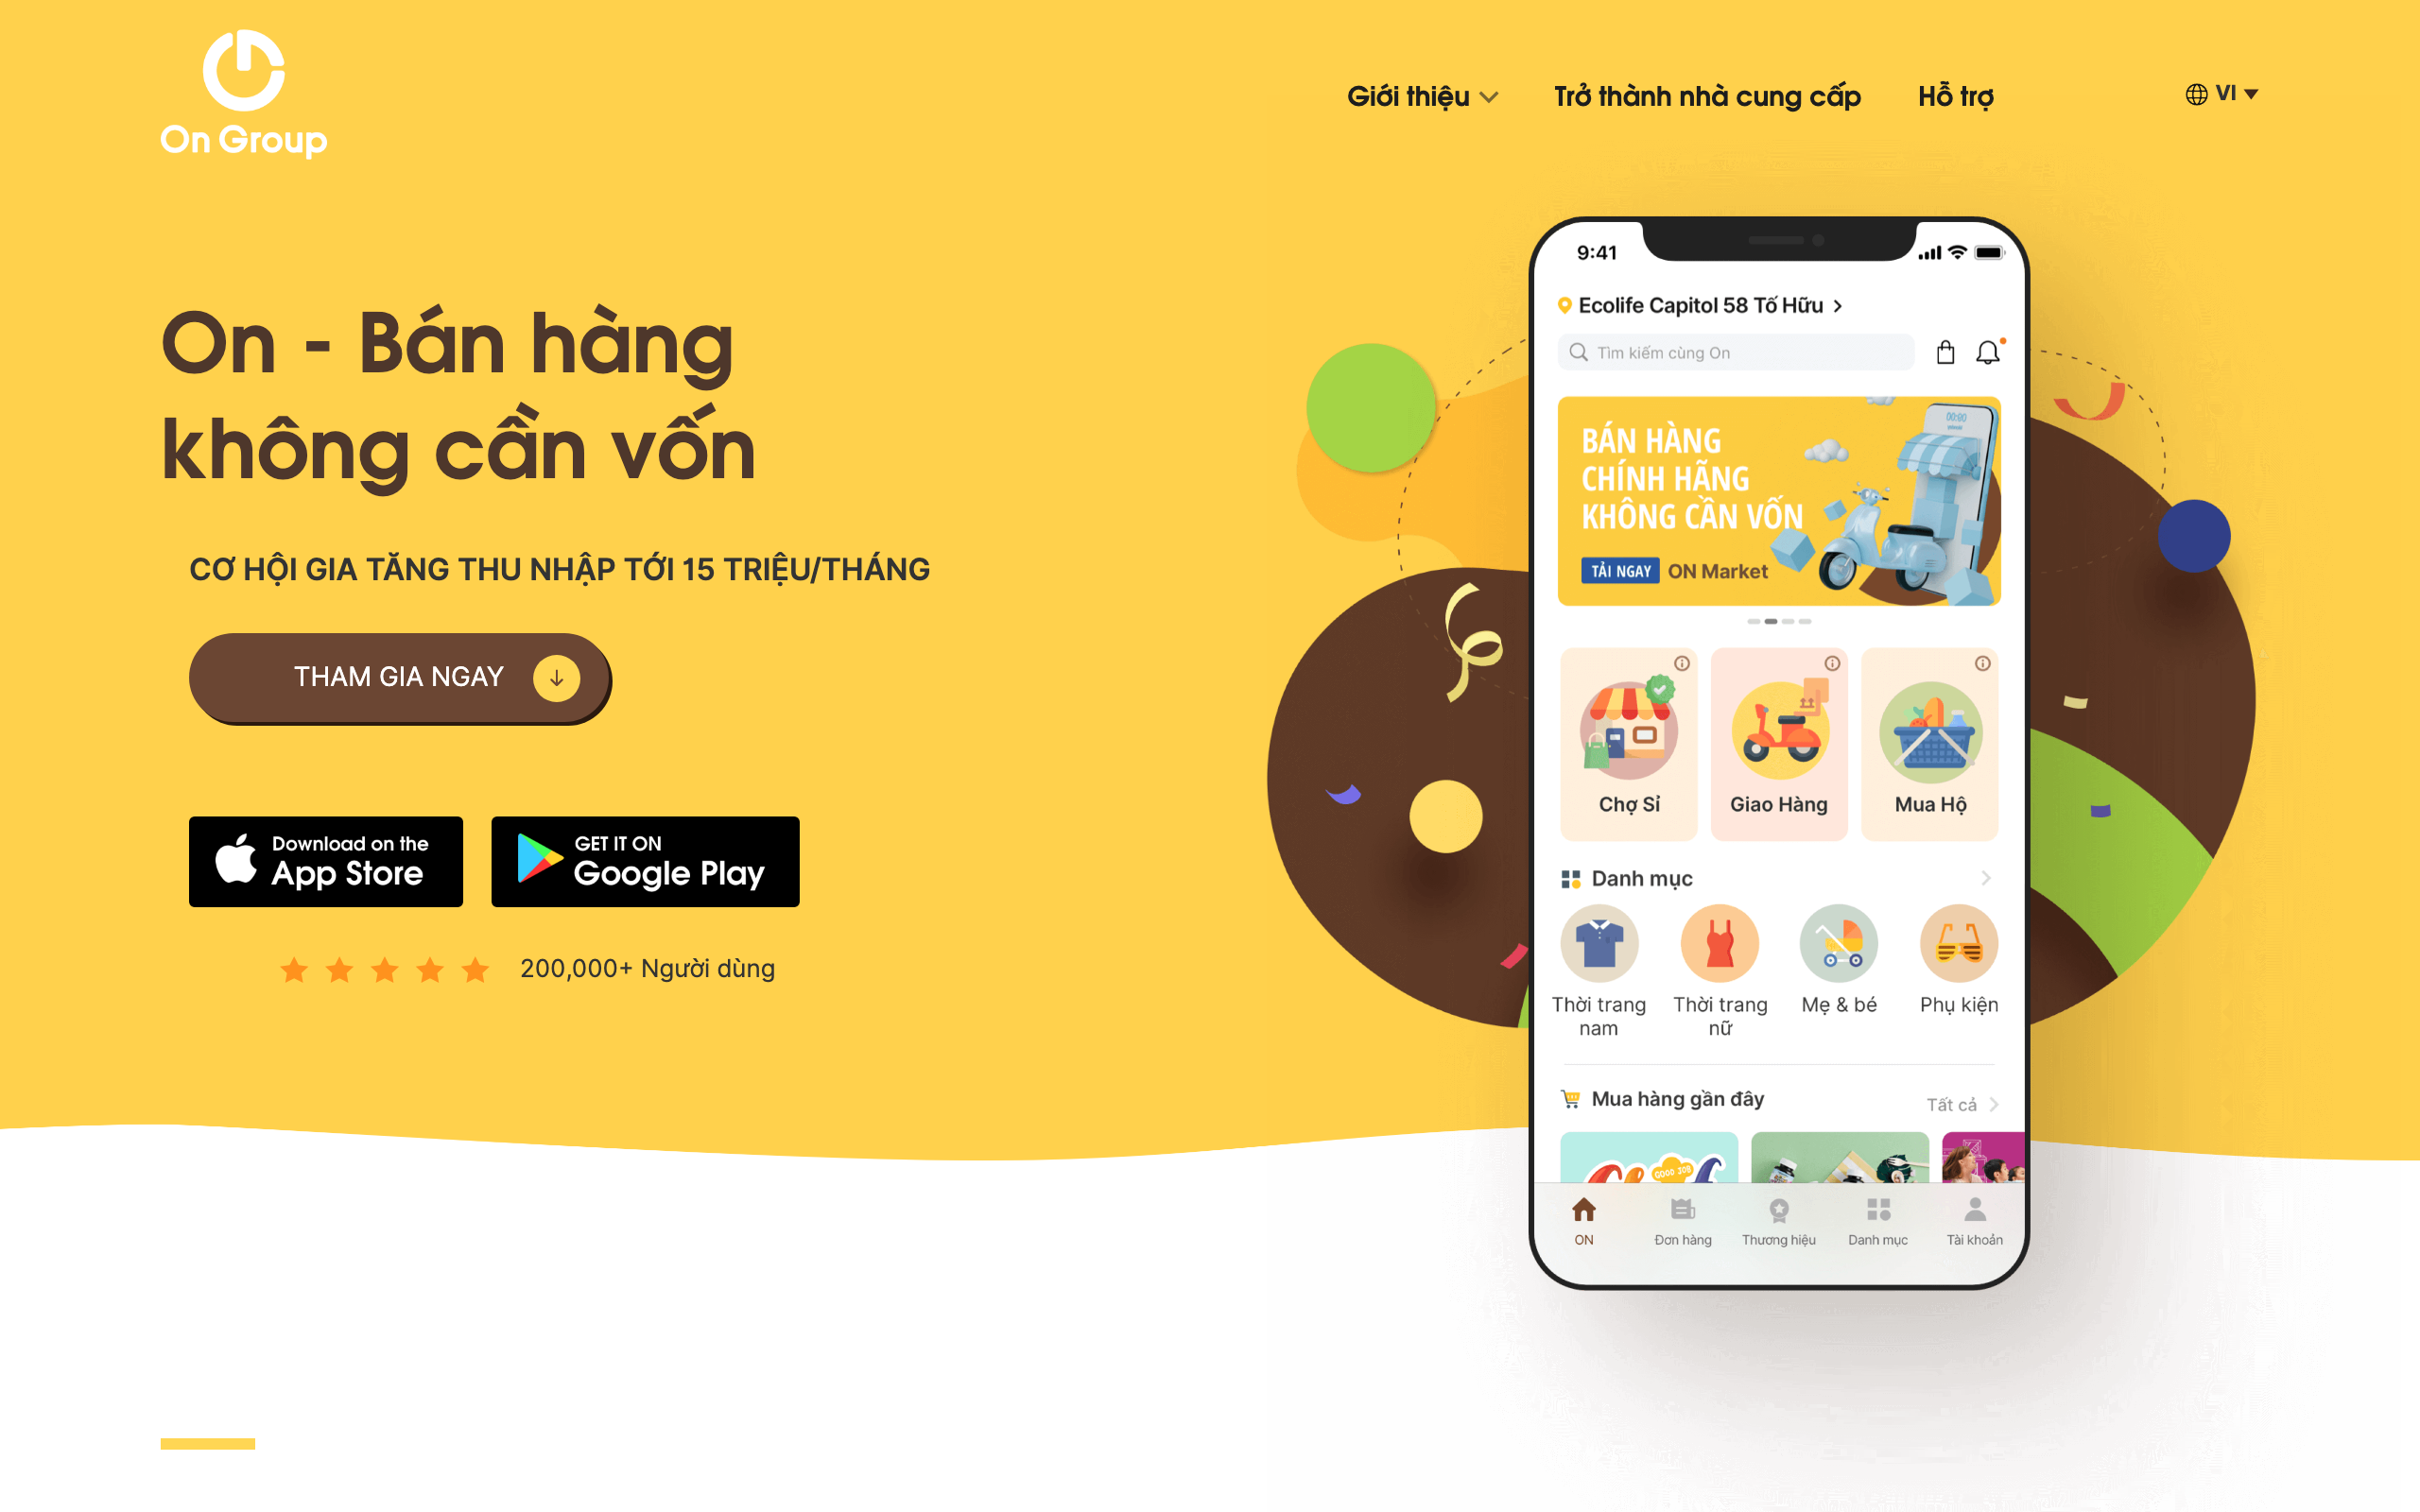 On Group
Giới thiệu
Trở thành nhà cung cấp
Hỗ trợ
VI
On - Bán hàng
không cần vốn
CƠ HỘI GIA TĂNG THU NHẬP TỚI 15 TRIỆU/THÁNG
THAM GIA NGAY
Download on the
App Store
GET IT ON
Google Play
200,000+ Người dùng
9:41
Ecolife Capitol 58 Tố Hữu
Tìm kiếm cùng On
BÁN HÀNG
CHÍNH HÃNG
KHÔNG CẦN VỐN
TẢI NGAY ON Market
00:00
Chợ Sỉ
Giao Hàng
Mua Hộ
Danh mục
Thời trang
nam
Thời trang
nữ
Mẹ & bé
Phụ kiện
Mua hàng gần đây
Tất cả
GOOD JOB
ON
Đơn hàng
Thương hiệu
Danh mục
Tài khoản